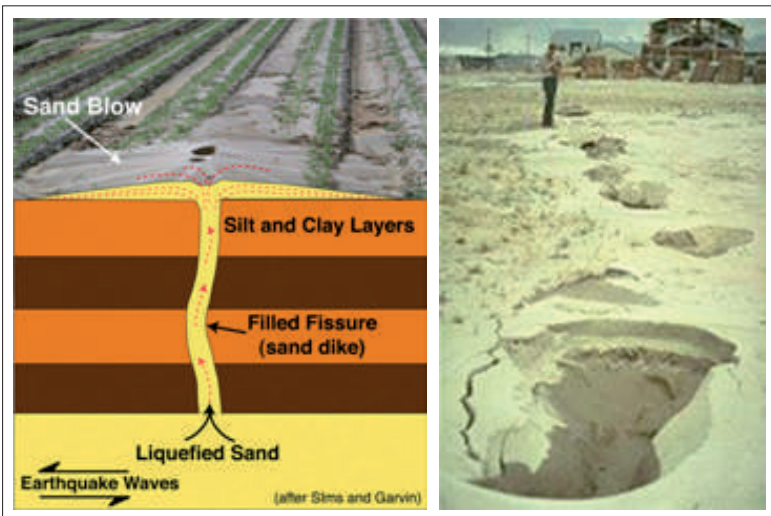 Sand Blow
Silt and Clay Layers
Filled Fissure
(sand dike)
Liquefied Sand
Earthquake Waves
(after SIms and Garvin)